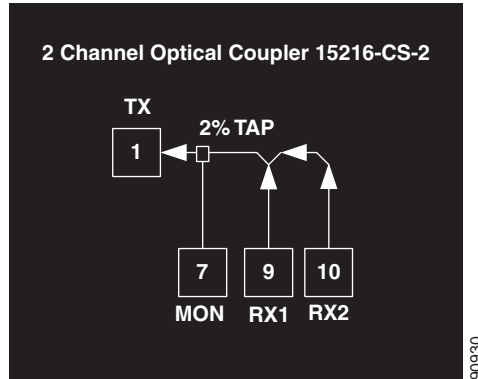 2 Channel Optical Coupler 15216-CS-2
TX
2% TAP
1
7
9
10
MON
RX1
RX2
90930